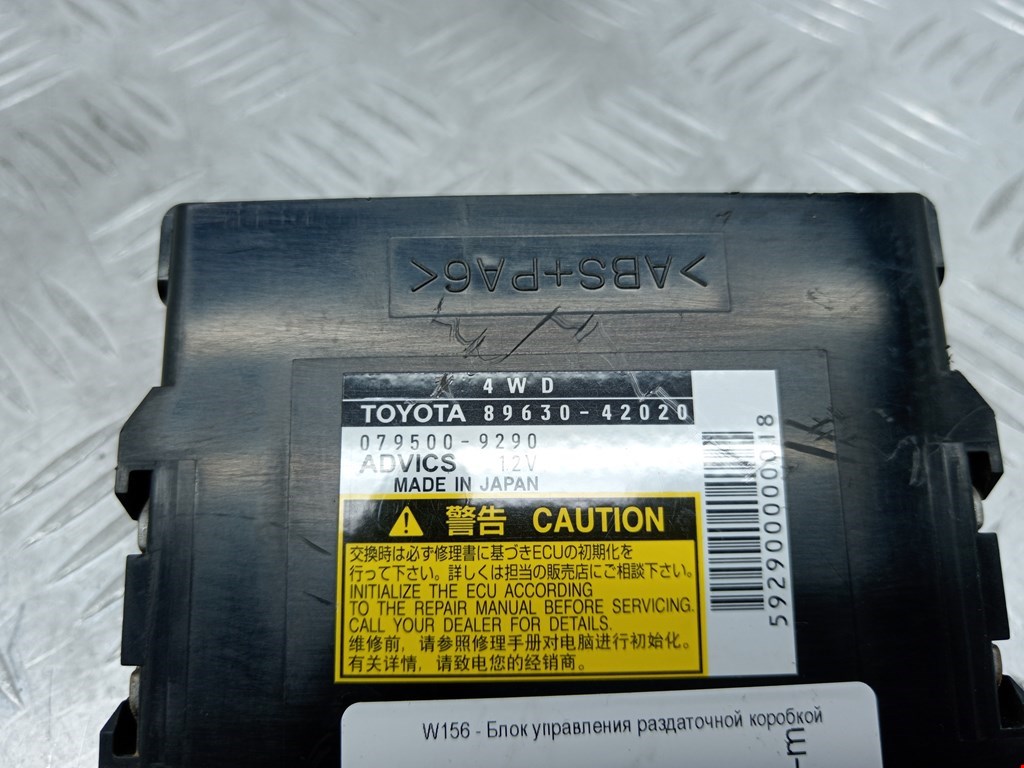 >ABS+PA6<
4WD
TOYOTA 89630-42020
079500-9290
ADVICS 12V
MADE IN JAPAN
警告 CAUTION
交換時は必ず修理書に基づきECUの初期化を
行って下さい。詳しくは担当の販売店にご相談下さい。
INITIALIZE THE ECU ACCORDING
TO THE REPAIR MANUAL BEFORE SERVICING.
CALL YOUR DEALER FOR DETAILS.
维修前，请参照修理手册对电脑进行初始化。
有关详情，请致电您的经销商。
5929000000018
W156 - Блок управления раздаточной коробкой